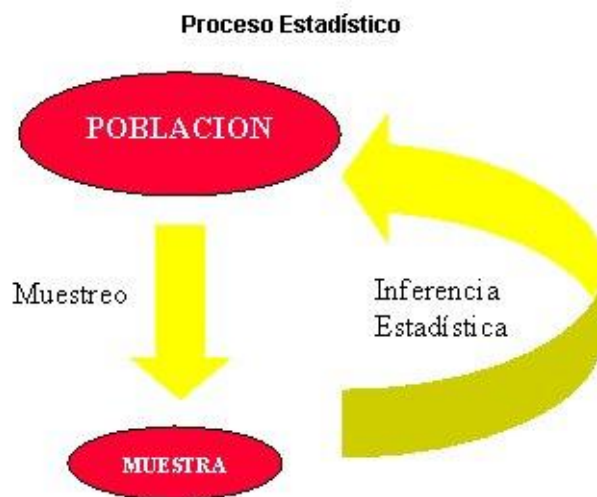 Proceso Estadístico
POBLACION
Muestreo
Inferencia
Estadística
MUESTRA